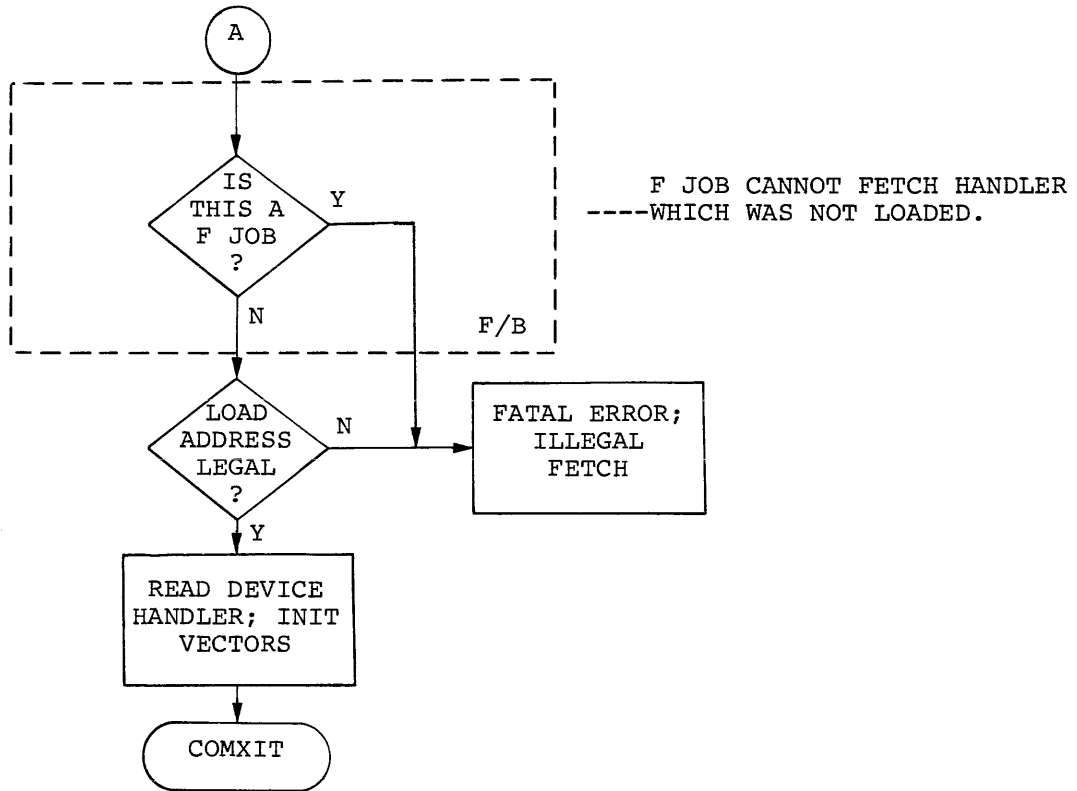 A
IS
THIS A
F JOB
?
Y
N
F/B
F JOB CANNOT FETCH HANDLER
----WHICH WAS NOT LOADED.
LOAD
ADDRESS
LEGAL
?
N
Y
FATAL ERROR;
ILLEGAL
FETCH
READ DEVICE
HANDLER; INIT
VECTORS
COMXIT